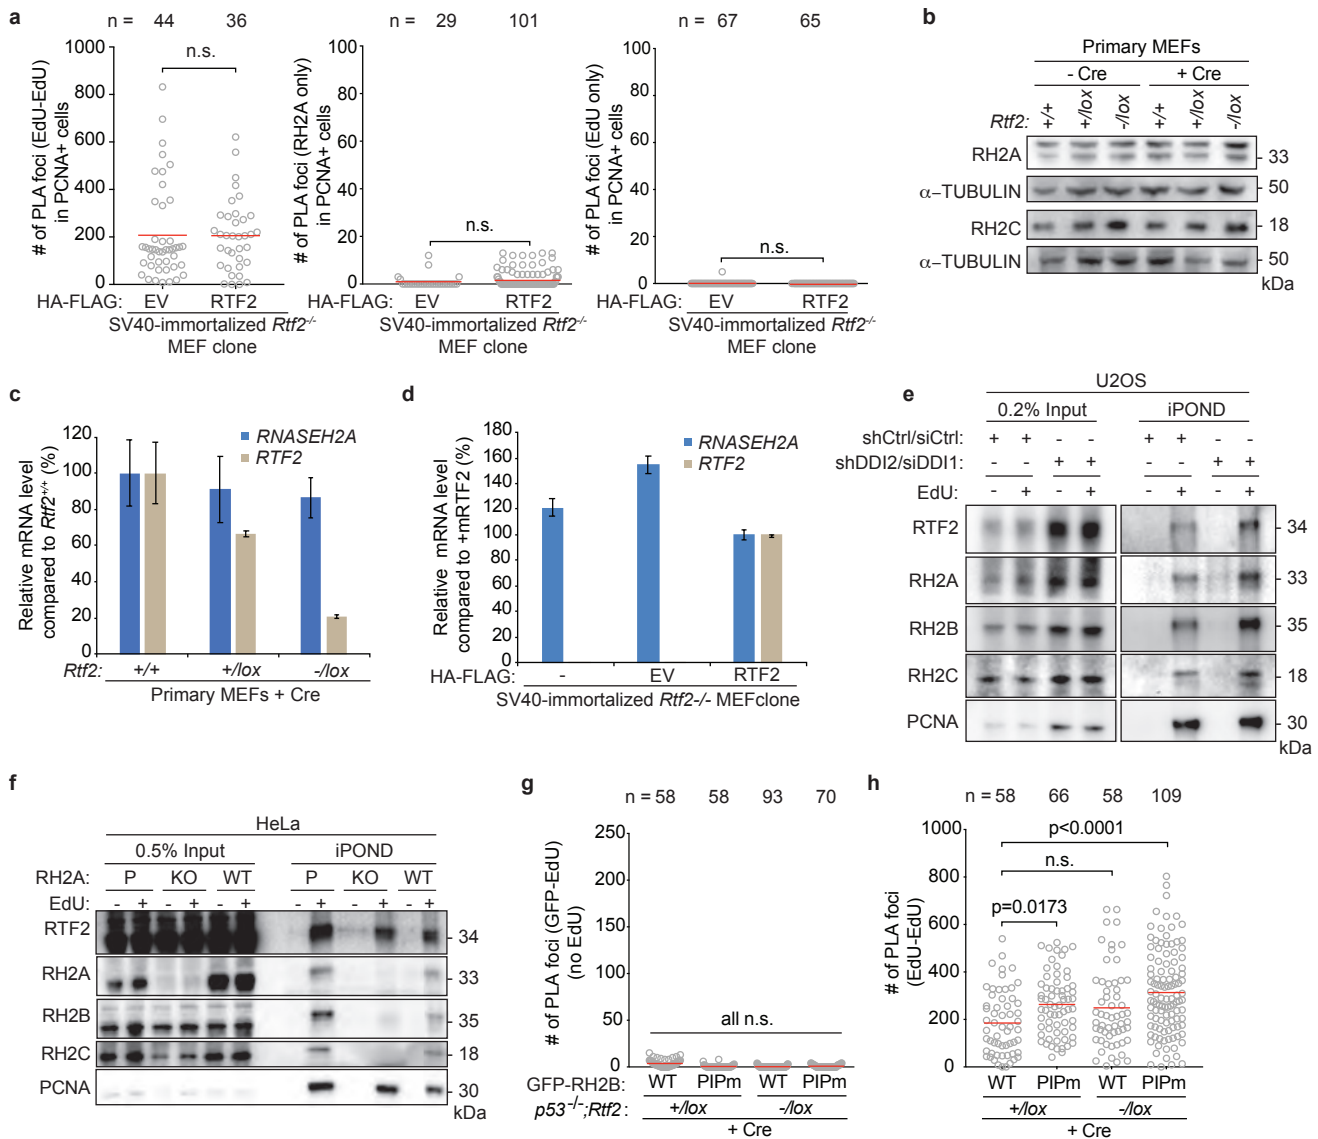 a
n = 44 36
# of PLA foci (EdU-EdU)
in PCNA+ cells
1000
800
600
400
200
0
n.s.
HA-FLAG: EV RTF2
SV40-immortalized Rtf2-/-
MEF clone
n = 29 101
# of PLA foci (RH2A only)
in PCNA+ cells
100
80
60
40
20
0
n.s.
HA-FLAG: EV RTF2
SV40-immortalized Rtf2-/-
MEF clone
n = 67 65
# of PLA foci (EdU only)
in PCNA+ cells
100
80
60
40
20
0
n.s.
EV RTF2
SV40-immortalized Rtf2-/-
MEF clone
b
Primary MEFs
- Cre + Cre
Rtf2: +/+ +/lox -/lox +/+ +/lox -/lox
RH2A 33
α–TUBULIN 50
RH2C 18
α–TUBULIN 50
kDa
c
Relative mRNA level
compared to Rtf2+/+ (%)
120
100
80
60
40
20
0
RNASEH2A
RTF2
Rtf2: +/+ +/lox -/lox
Primary MEFs + Cre
d
Relative mRNA level
compared to +mRTF2 (%)
180
160
140
120
100
80
60
40
20
0
RNASEH2A
RTF2
HA-FLAG: - EV RTF2
SV40-immortalized Rtf2-/- MEFclone
e
U2OS
0.2% Input iPOND
shCtrl/siCtrl: + + - - + + - -
shDDI2/siDDI1: - - + + - - + +
EdU: - + - + - + - +
RTF2 34
RH2A 33
RH2B 35
RH2C 18
PCNA 30
kDa
f
HeLa
0.5% Input iPOND
RH2A: P KO WT P KO WT
EdU: - + - + - + - + - + - +
RTF2 34
RH2A 33
RH2B 35
RH2C 18
PCNA 30
kDa
g
n = 58 58 93 70
# of PLA foci (GFP-EdU)
(no EdU)
250
200
150
100
50
0
all n.s.
GFP-RH2B: WT PIPm WT PIPm
p53-/-;Rtf2: +/lox -/lox
+ Cre
h
n = 58 66 58 109
# of PLA foci
(EdU-EdU)
1000
800
600
400
200
0
p<0.0001
n.s.
p=0.0173
WT PIPm WT PIPm
+/lox -/lox
+ Cre